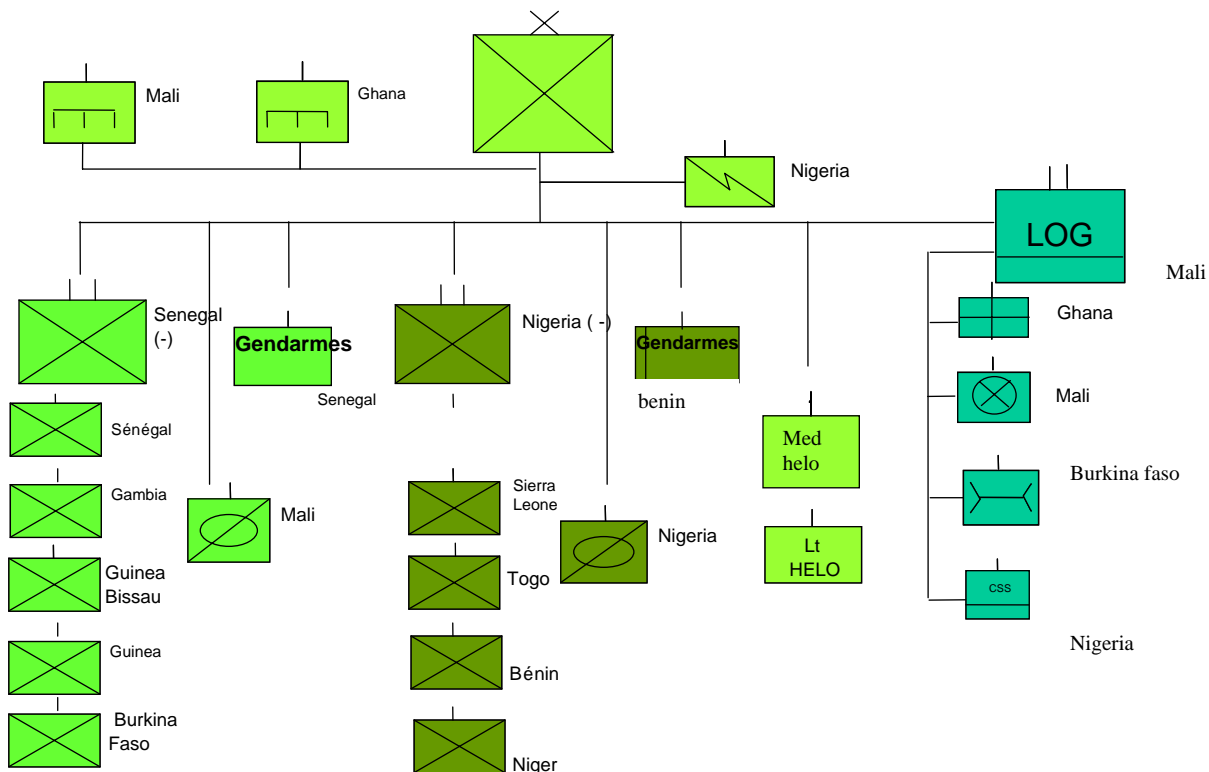 Mali
Ghana
Nigeria
LOG
Mali
Senegal
(-)
Gendarmes
Senegal
Nigeria ( -)
Gendarmes
benin
Ghana
Sénégal
Med
helo
Mali
Gambia
Mali
Sierra
Leone
Nigeria
Lt
HELO
Burkina faso
Guinea
Bissau
Togo
css
Nigeria
Guinea
Bénin
Burkina
Faso
Niger